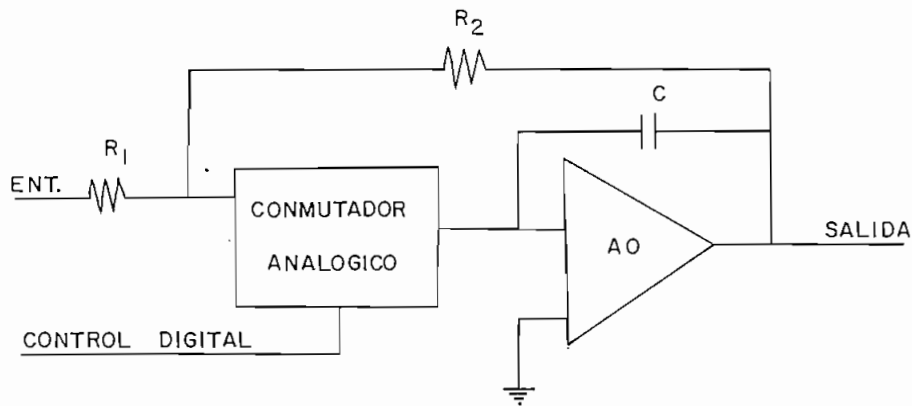 R2
C
R1
ENT.
CONMUTADOR
ANALOGICO
AO
SALIDA
CONTROL DIGITAL